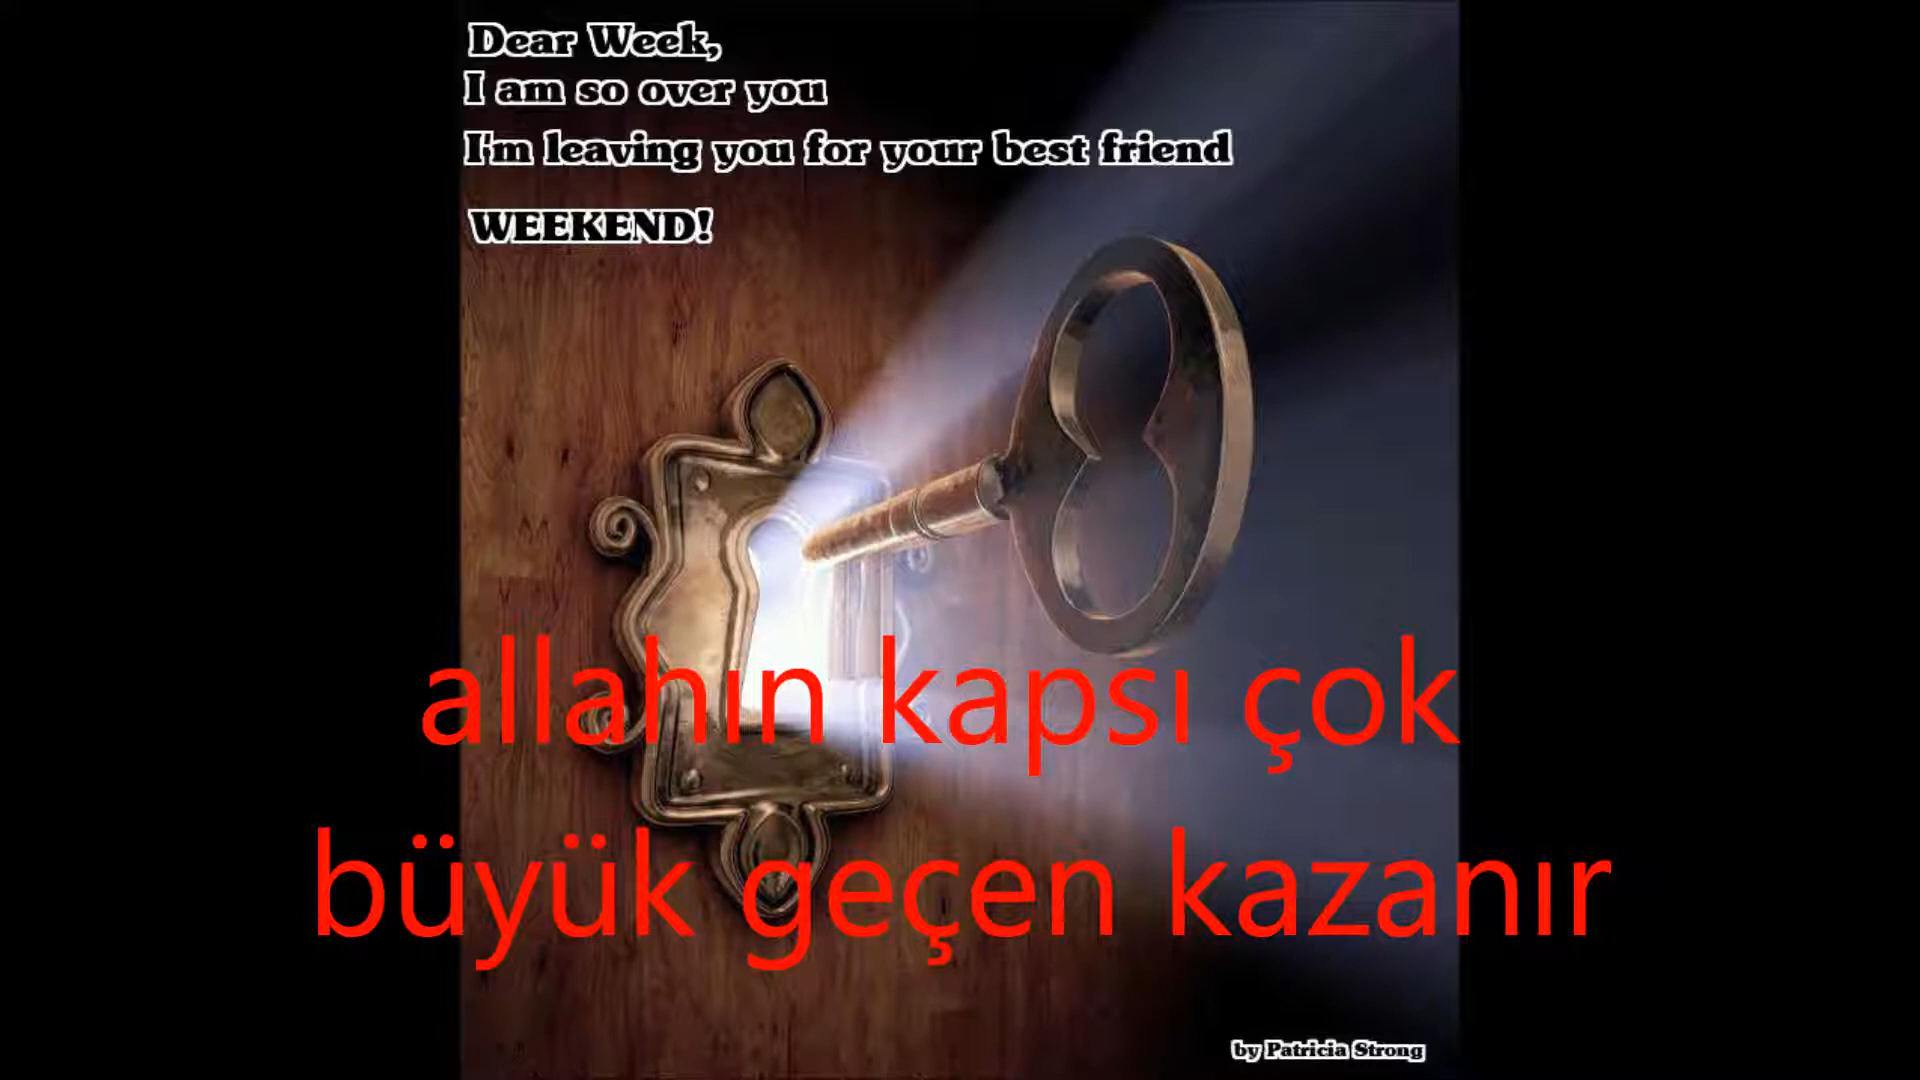 Dear Week,
I am so over you
I'm leaving you for your best friend
WEEKEND!
allahın kapsı çok
büyük geçen kazanır
by Patricia Strong